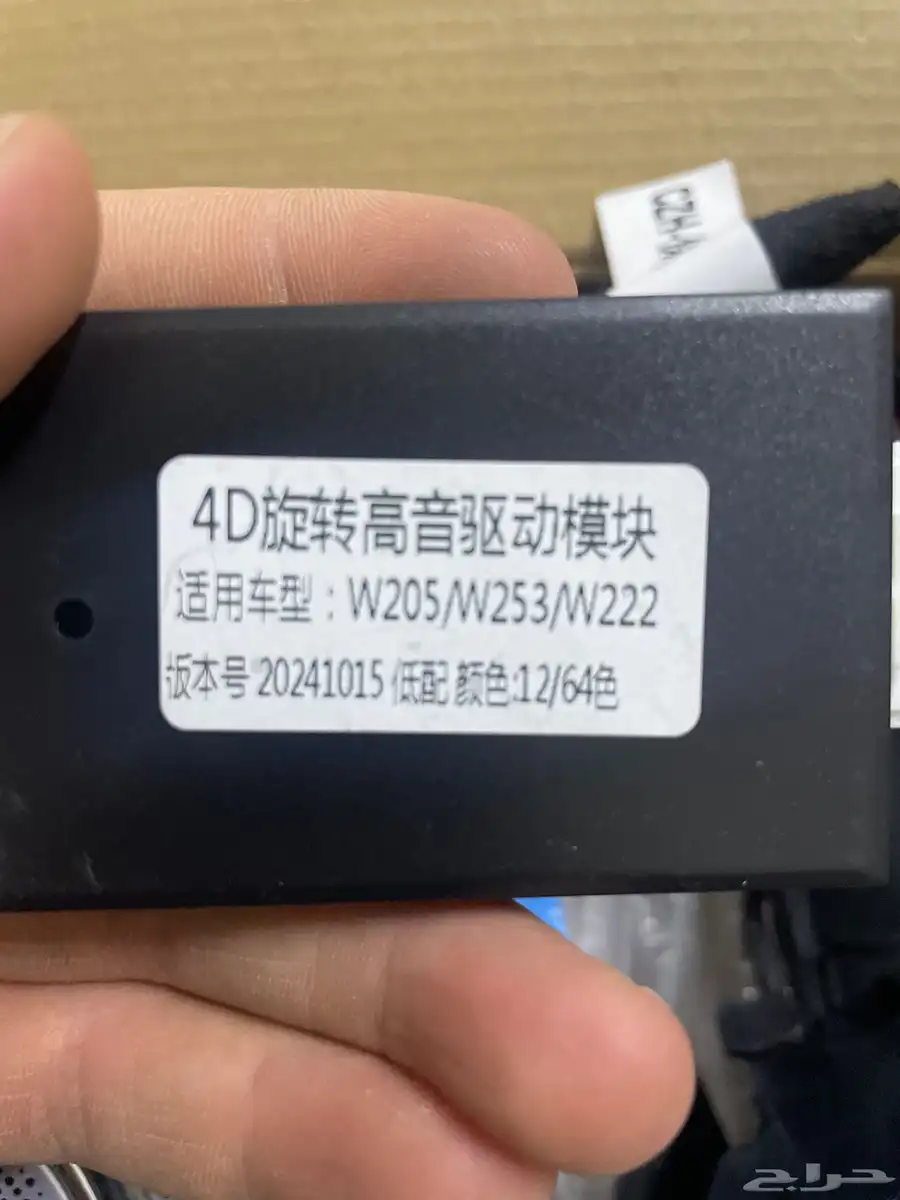 CZH-A
4D旋转高音驱动模块
适用车型：W205/W253/W222
版本号 20241015 低配 颜色:12/64色
حراج